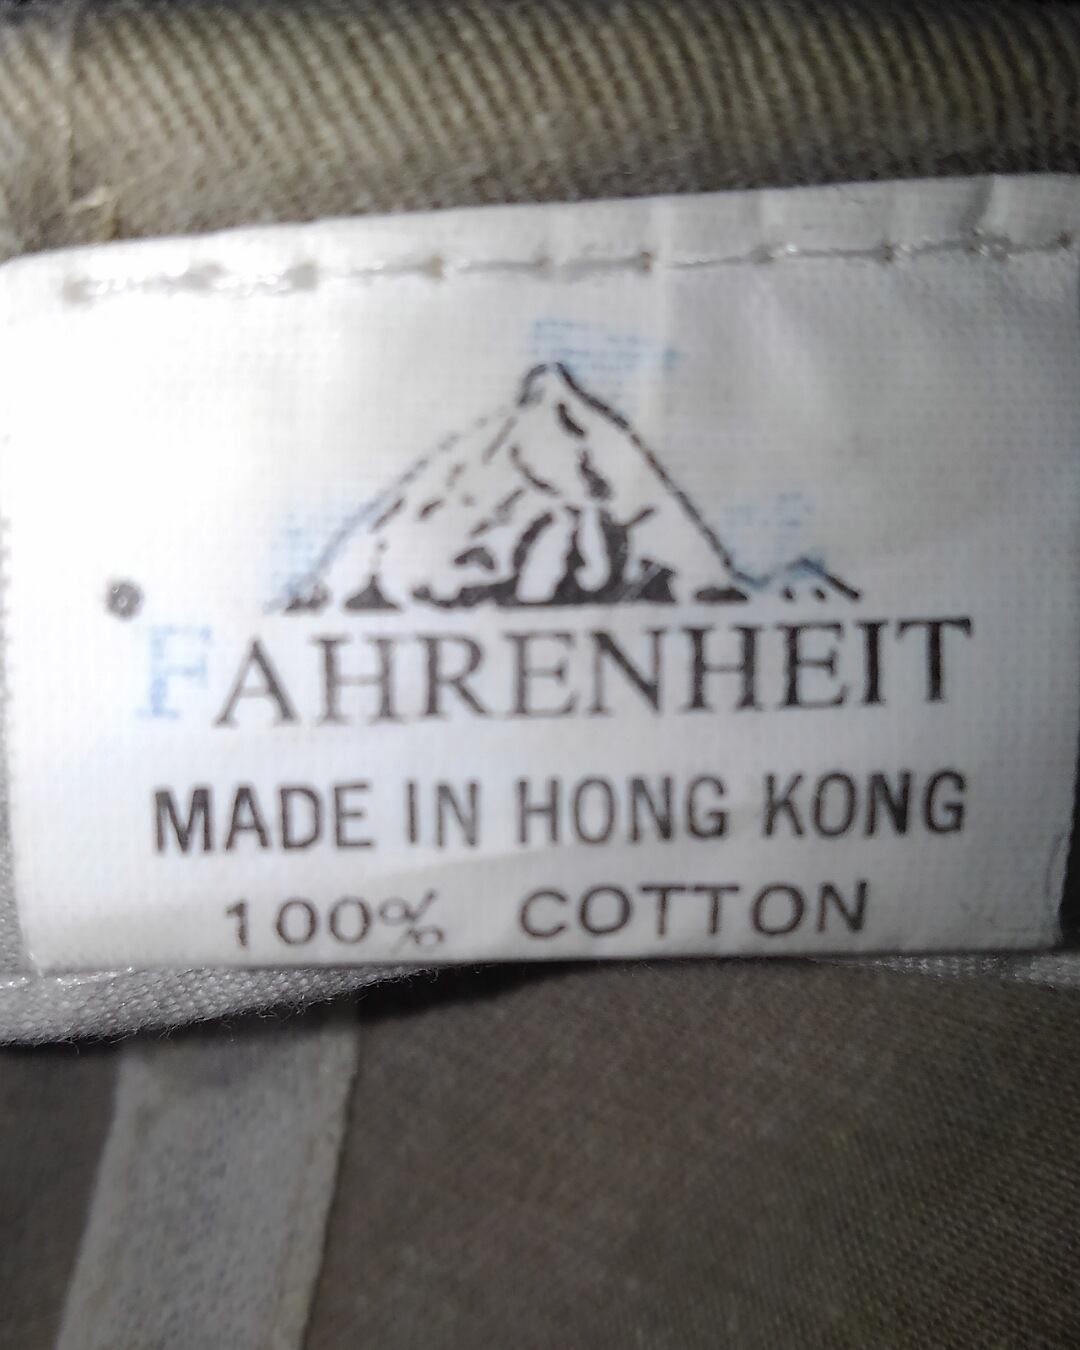 °FAHRENHEIT
MADE IN HONG KONG
100% COTTON